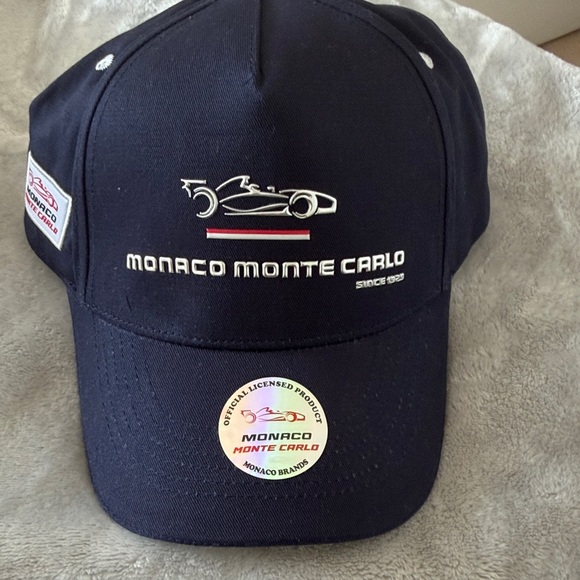 MONACO MONTE CARLO
SINCE 1929
MONACO
MONTE CARLO
OFFICIAL LICENSED PRODUCT
MONACO
MONTE CARLO
MONACO BRANDS